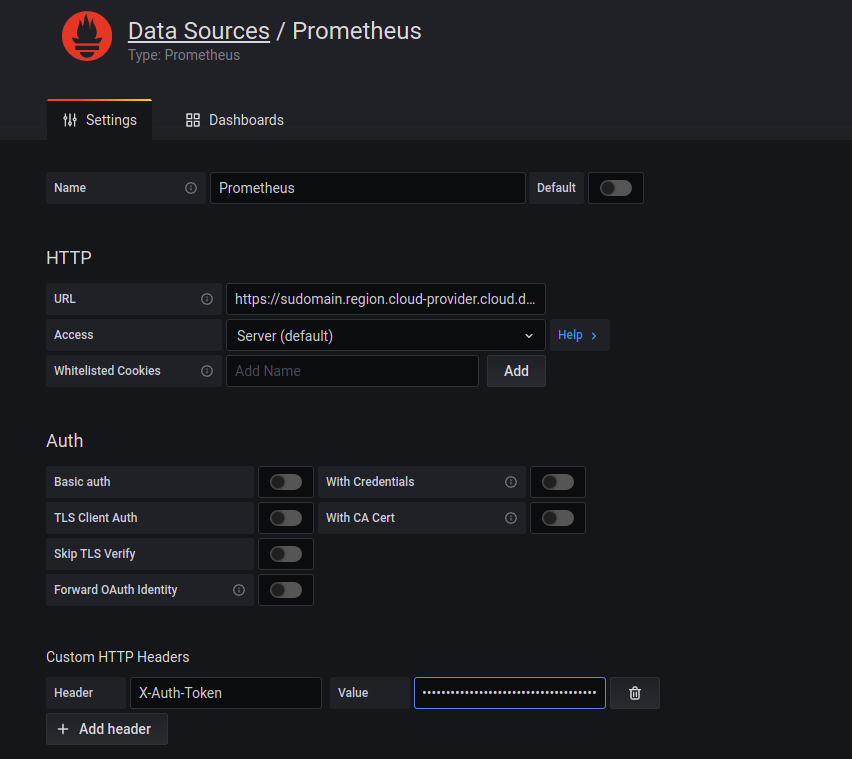 Data Sources / Prometheus
Type: Prometheus
Settings Dashboards
Name Prometheus Default
HTTP
URL https://sudomain.region.cloud-provider.cloud.d...
Access Server (default) Help
Whitelisted Cookies Add Name Add
Auth
Basic auth With Credentials
TLS Client Auth With CA Cert
Skip TLS Verify
Forward OAuth Identity
Custom HTTP Headers
Header X-Auth-Token Value
+ Add header